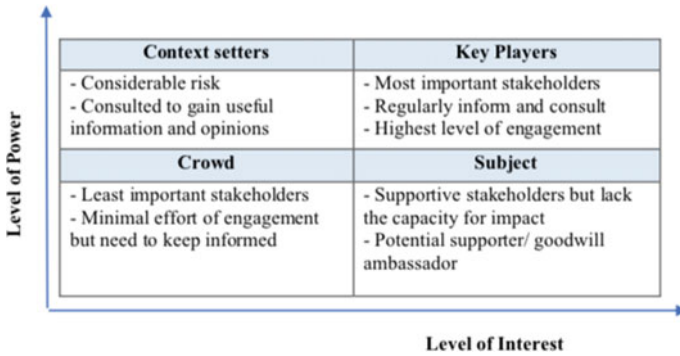 Level of Power
Context setters
- Considerable risk
- Consulted to gain useful
information and opinions
Key Players
- Most important stakeholders
- Regularly inform and consult
- Highest level of engagement
Crowd
- Least important stakeholders
- Minimal effort of engagement
but need to keep informed
Subject
- Supportive stakeholders but lack
the capacity for impact
- Potential supporter/ goodwill
ambassador
Level of Interest